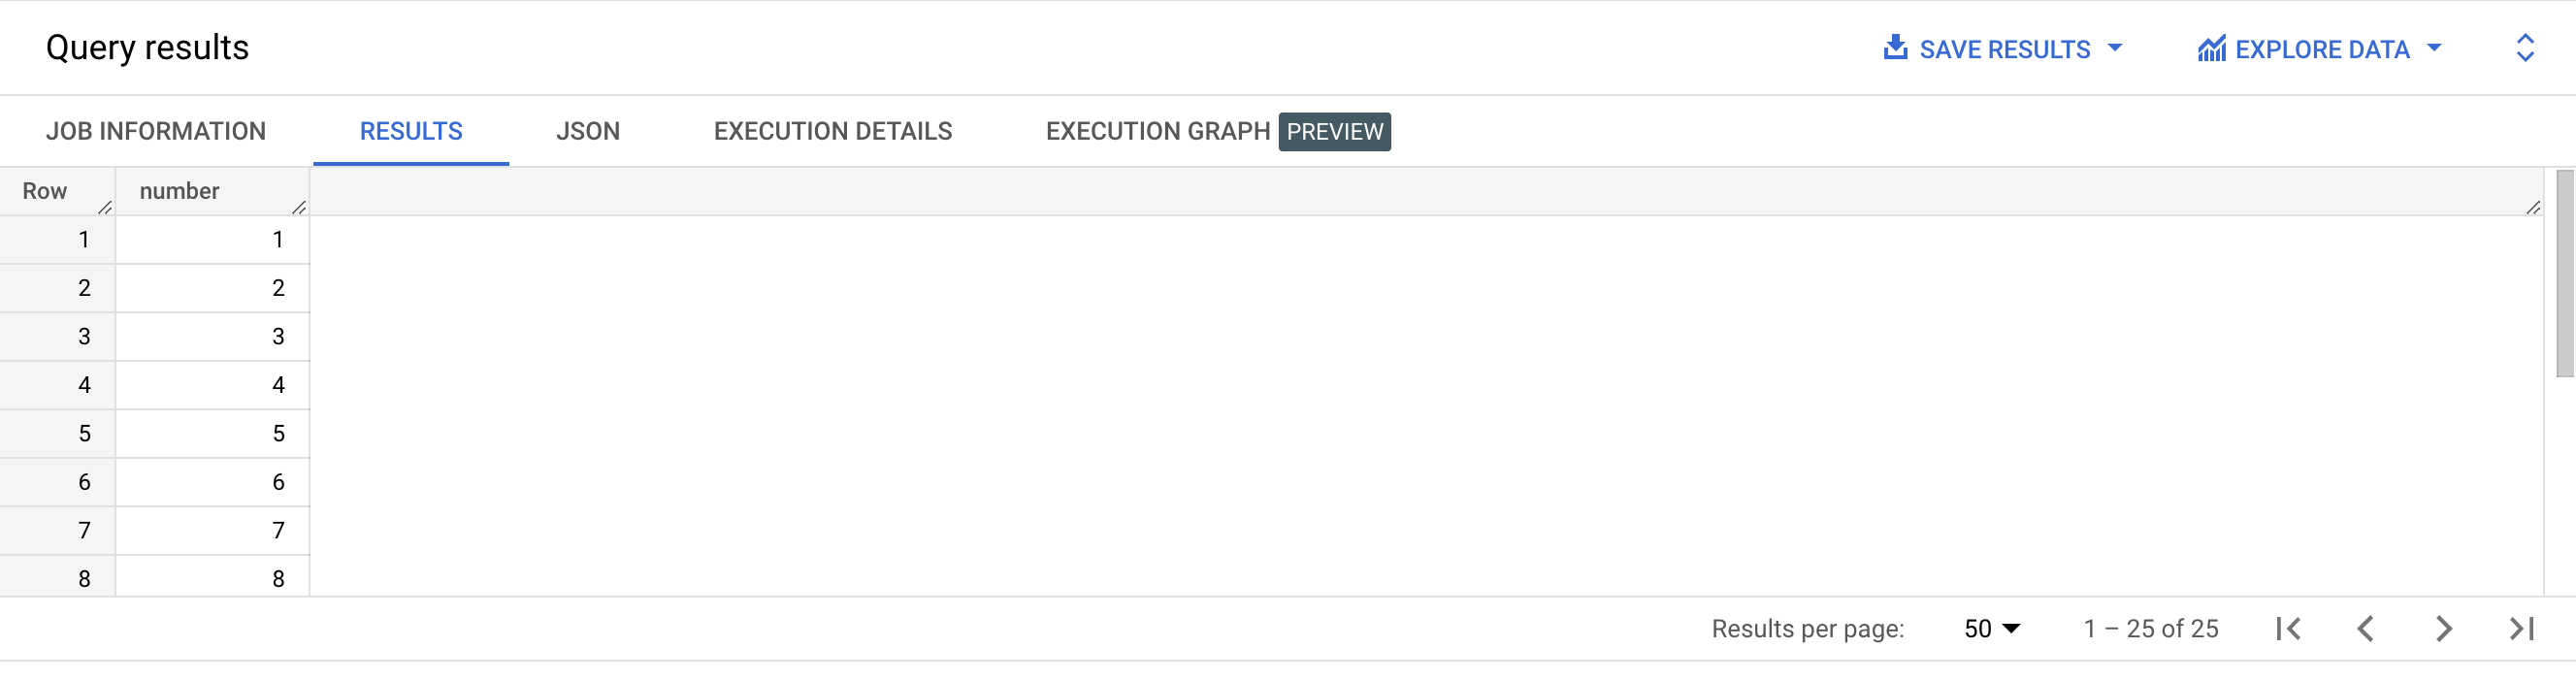 Query results
SAVE RESULTS
EXPLORE DATA
JOB INFORMATION RESULTS JSON EXECUTION DETAILS EXECUTION GRAPH PREVIEW
Row number
1 1
2 2
3 3
4 4
5 5
6 6
7 7
8 8
Results per page: 50 1 – 25 of 25